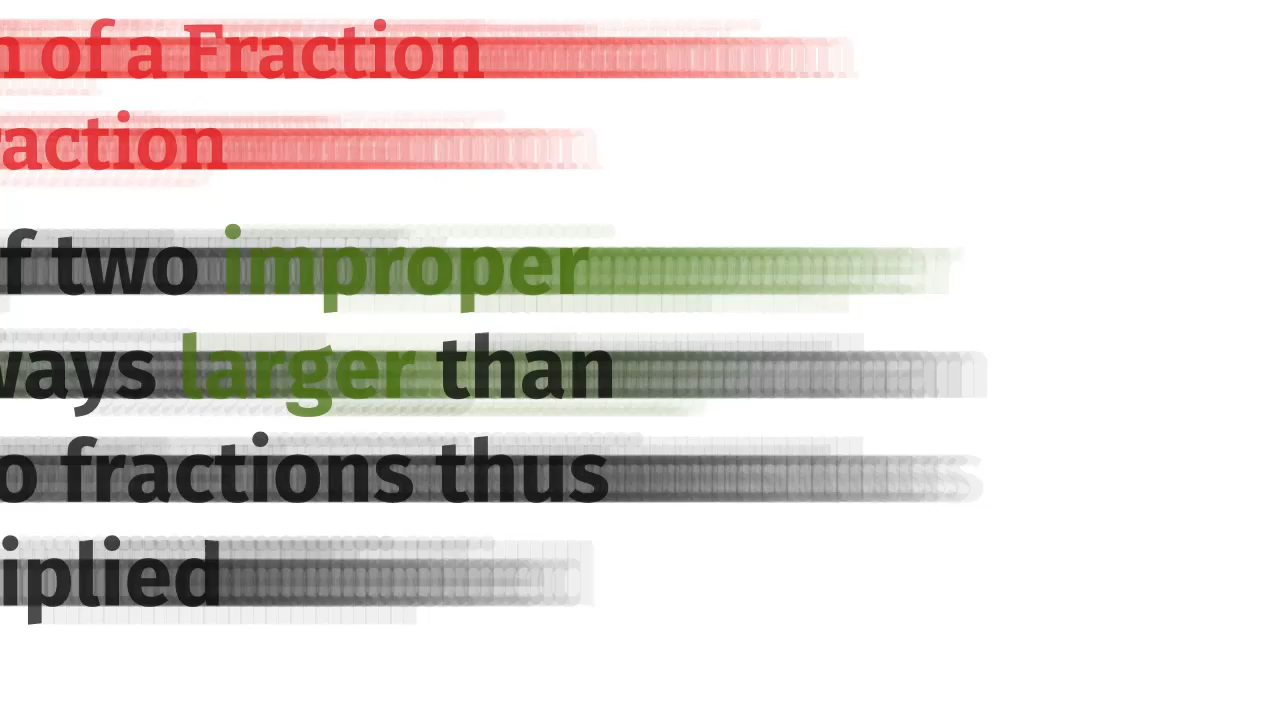 of a Fraction
raction
f two improper
ways larger than
o fractions thus
iplied